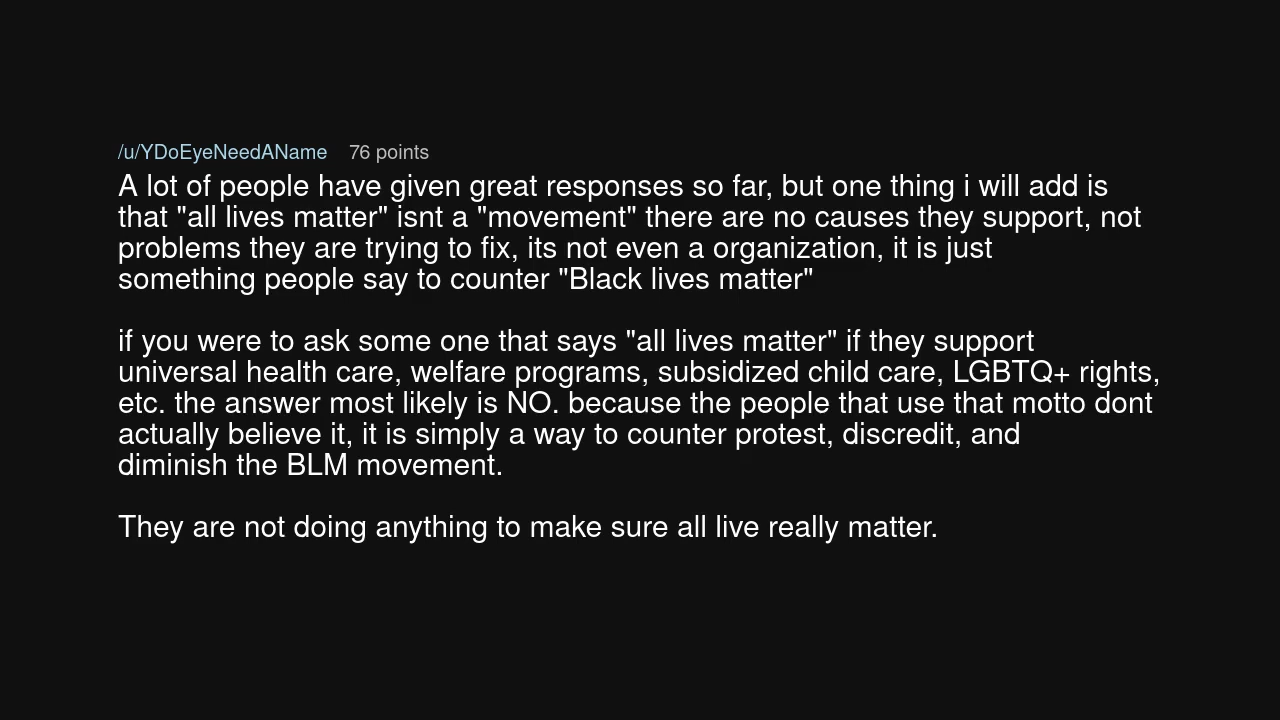 /u/YDoEyeNeedAName 76 points
A lot of people have given great responses so far, but one thing i will add is
that "all lives matter" isnt a "movement" there are no causes they support, not
problems they are trying to fix, its not even a organization, it is just
something people say to counter "Black lives matter"
if you were to ask some one that says "all lives matter" if they support
universal health care, welfare programs, subsidized child care, LGBTQ+ rights,
etc. the answer most likely is NO. because the people that use that motto dont
actually believe it, it is simply a way to counter protest, discredit, and
diminish the BLM movement.
They are not doing anything to make sure all live really matter.